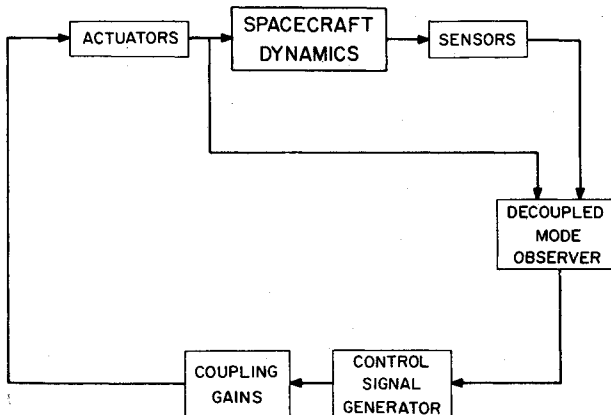 ACTUATORS
SPACECRAFT
DYNAMICS
SENSORS
DECOUPLED
MODE
OBSERVER
COUPLING
GAINS
CONTROL
SIGNAL
GENERATOR